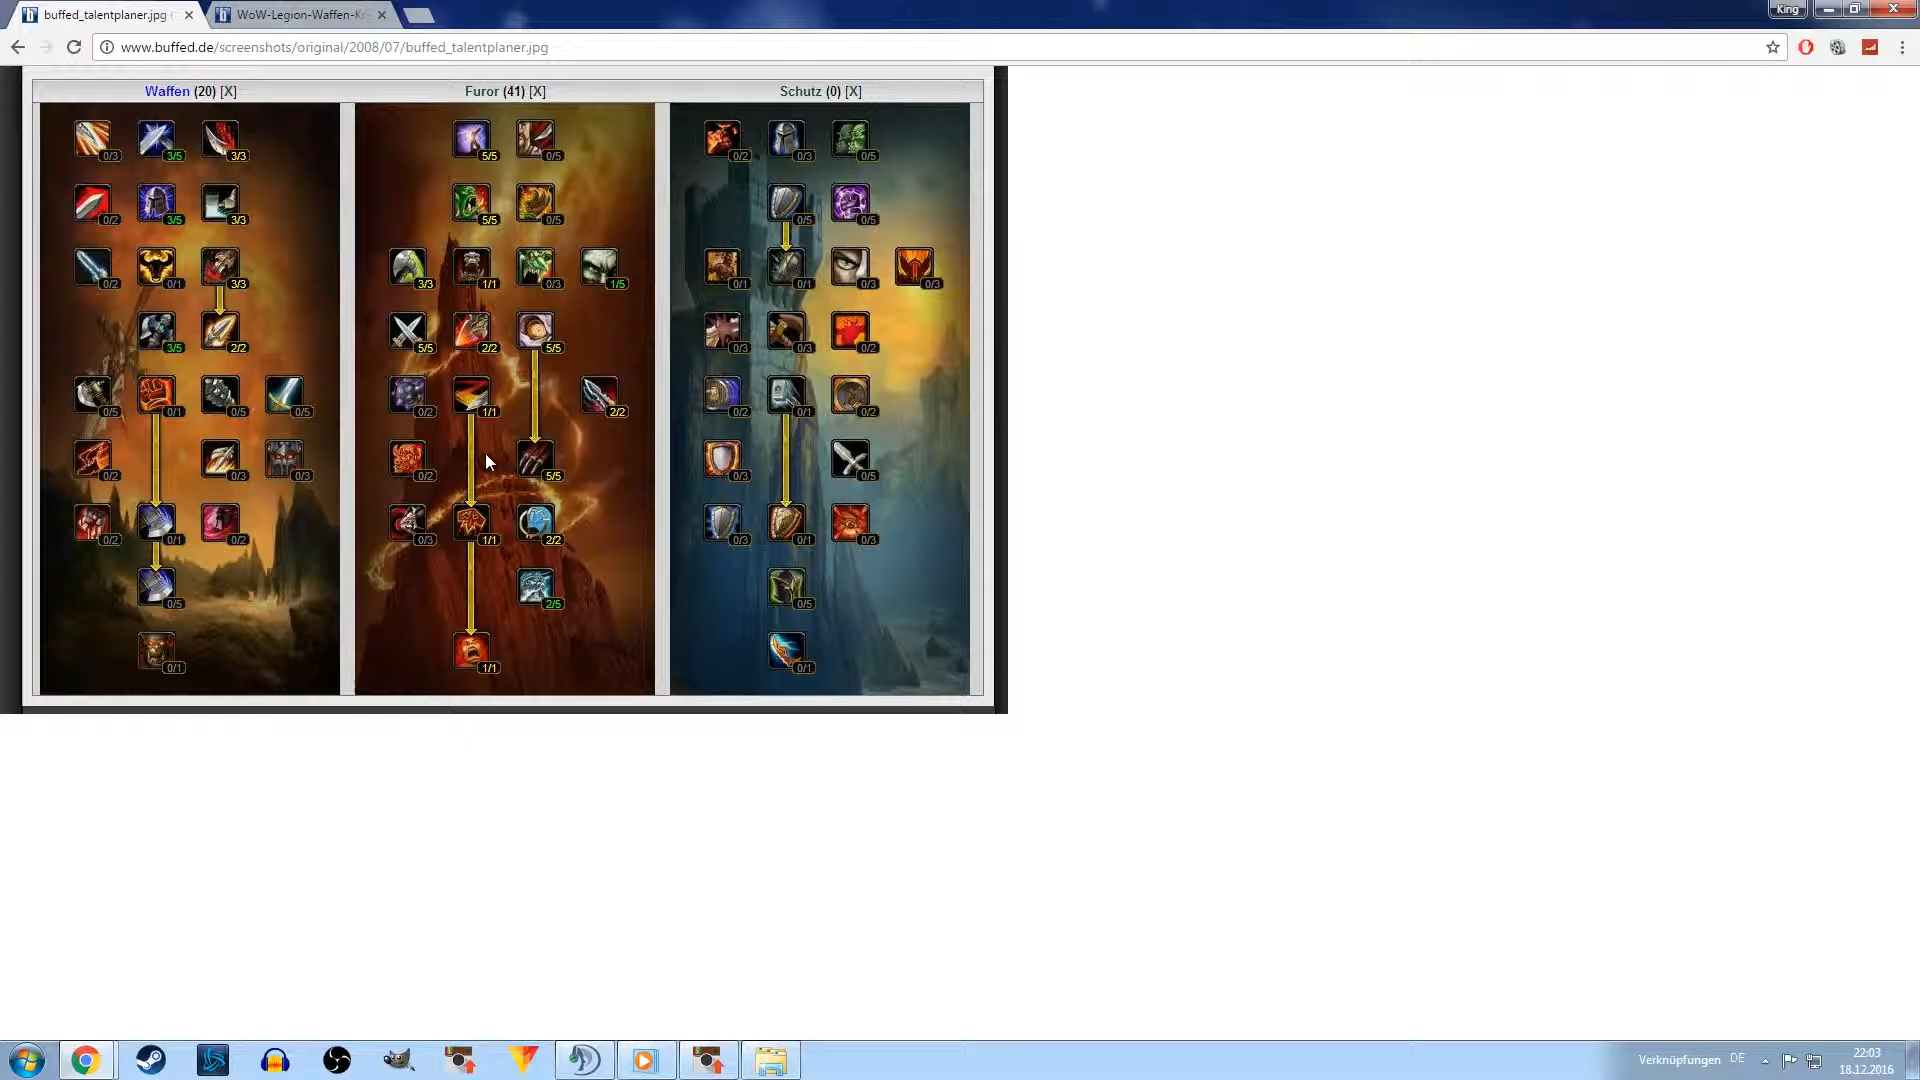 buffed_talentplaner.jpg
WoW-Legion-Waffen-Kr
King
www.buffed.de/screenshots/original/2008/07/buffed_talentplaner.jpg
Waffen (20) [X]
Furor (41) [X]
Schutz (0) [X]
0/3 3/5 3/3 5/5 0/5 0/2 0/3 0/5
0/2 3/5 3/3 5/5 0/5 0/5 0/5
0/2 0/1 3/3 3/3 1/1 0/3 1/5 0/1 0/1 0/3 0/3
3/5 2/2 5/5 2/2 5/5 0/3 0/3 0/2
0/5 0/1 0/5 0/5 0/2 1/1 2/2 0/2 0/1 0/2
0/2 0/3 0/3 0/2 5/5 0/3 0/5
0/2 0/1 0/2 0/3 1/1 2/2 0/3 0/1 0/3
0/5 2/5 0/5
0/1 1/1 0/1
Verknüpfungen DE
22:03
18.12.2016